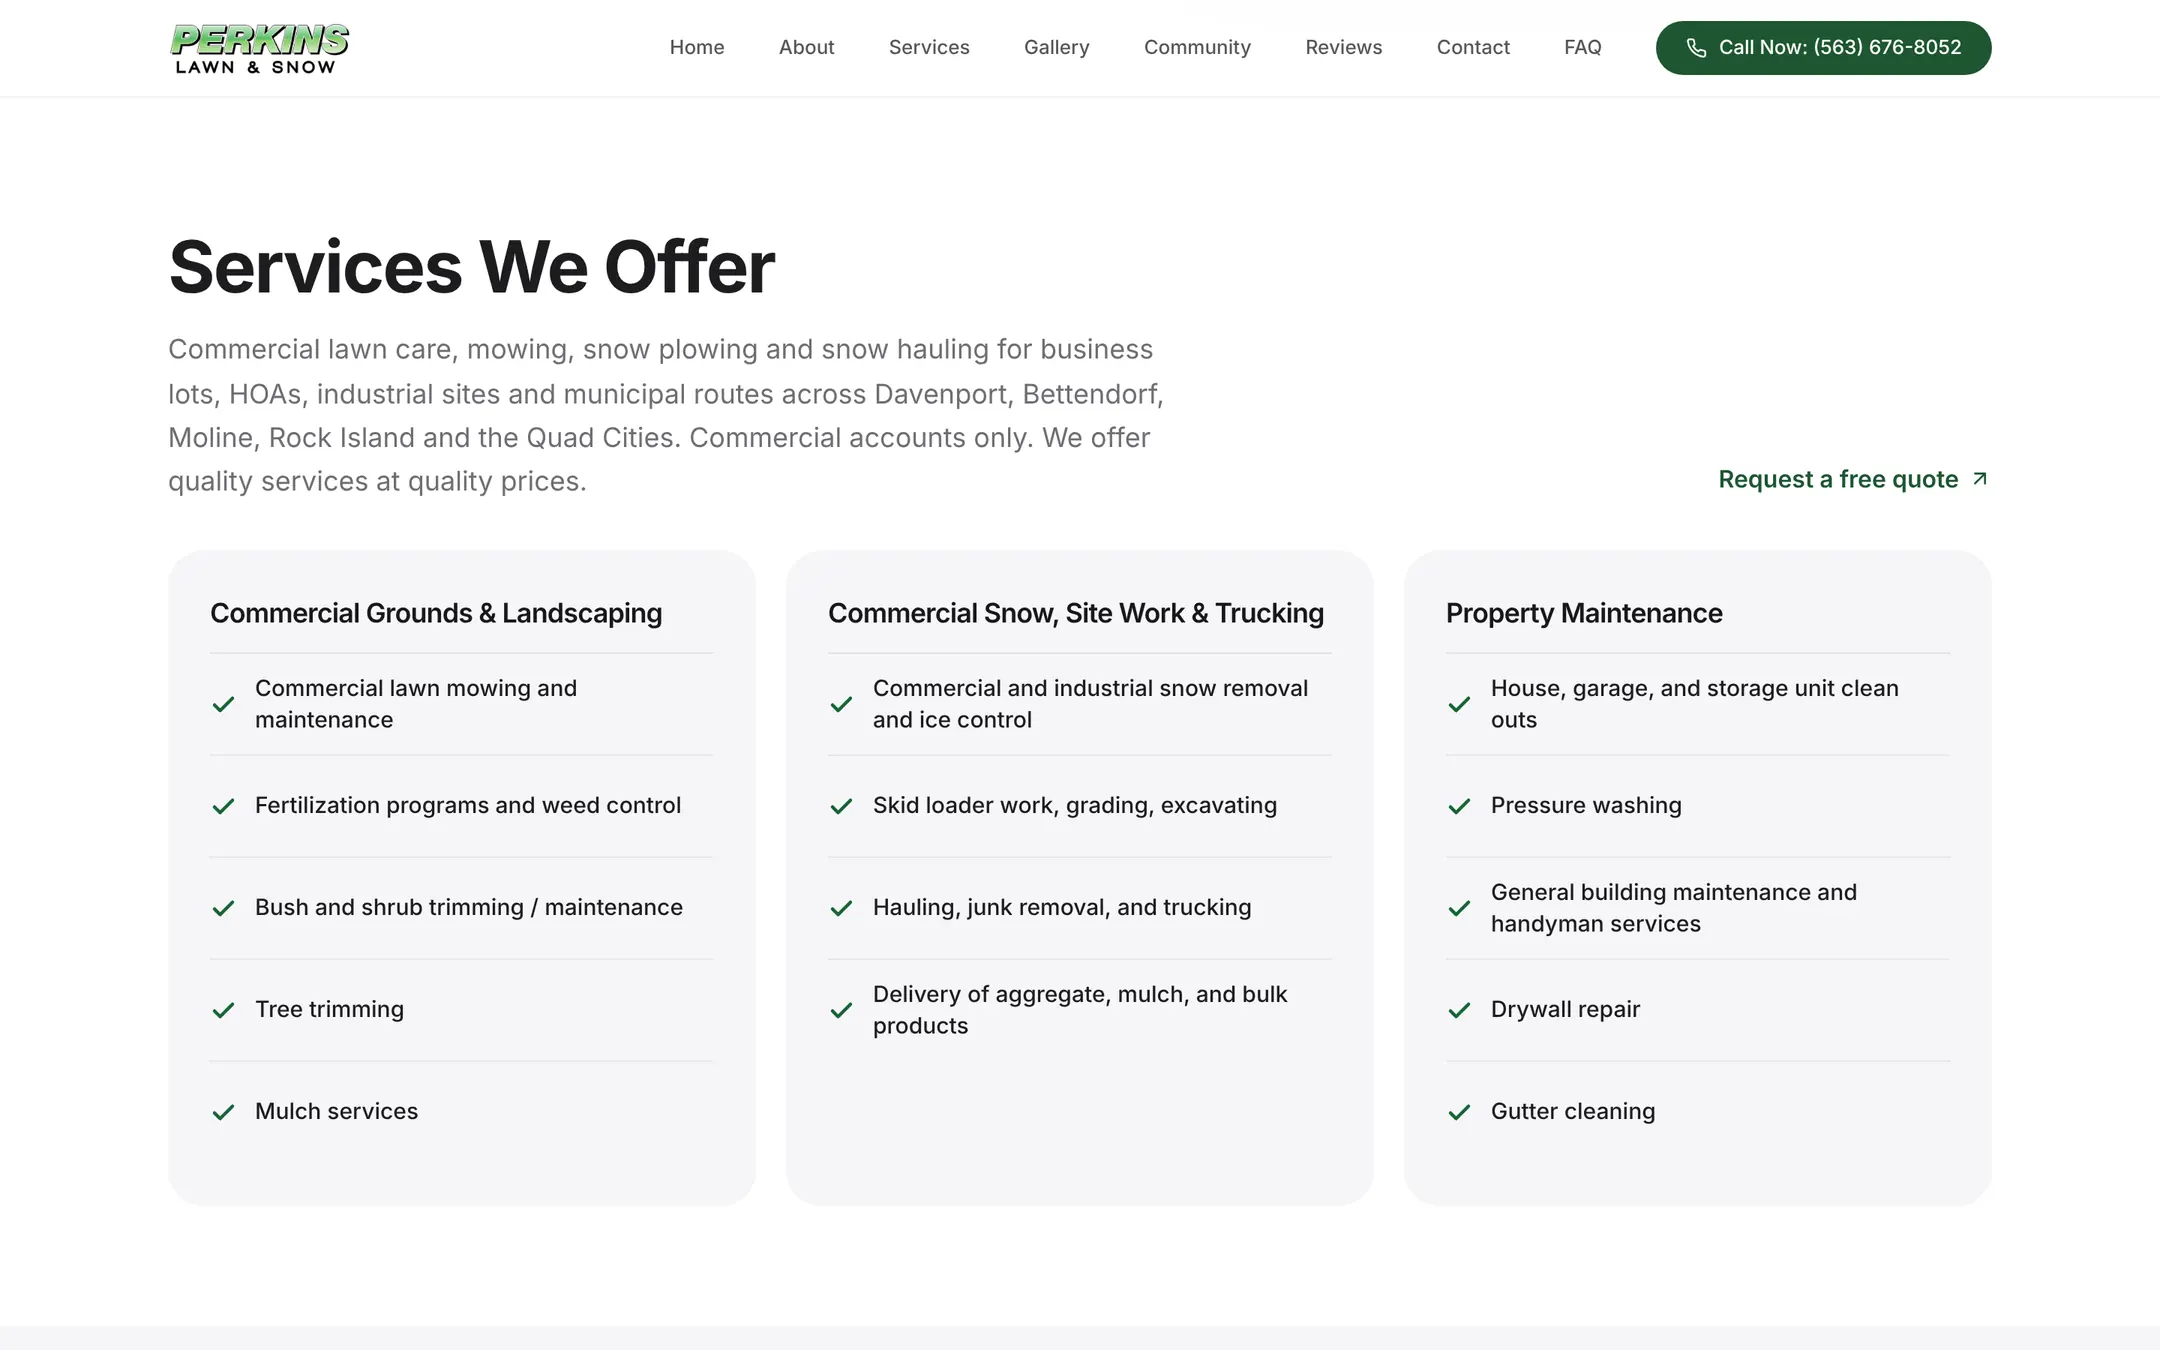 PERKINS
LAWN & SNOW
Home
About
Services
Gallery
Community
Reviews
Contact
FAQ
Call Now: (563) 676-8052
Services We Offer
Commercial lawn care, mowing, snow plowing and snow hauling for business
lots, HOAs, industrial sites and municipal routes across Davenport, Bettendorf,
Moline, Rock Island and the Quad Cities. Commercial accounts only. We offer
quality services at quality prices.
Request a free quote
Commercial Grounds & Landscaping
Commercial lawn mowing and
maintenance
Fertilization programs and weed control
Bush and shrub trimming / maintenance
Tree trimming
Mulch services
Commercial Snow, Site Work & Trucking
Commercial and industrial snow removal
and ice control
Skid loader work, grading, excavating
Hauling, junk removal, and trucking
Delivery of aggregate, mulch, and bulk
products
Property Maintenance
House, garage, and storage unit clean
outs
Pressure washing
General building maintenance and
handyman services
Drywall repair
Gutter cleaning